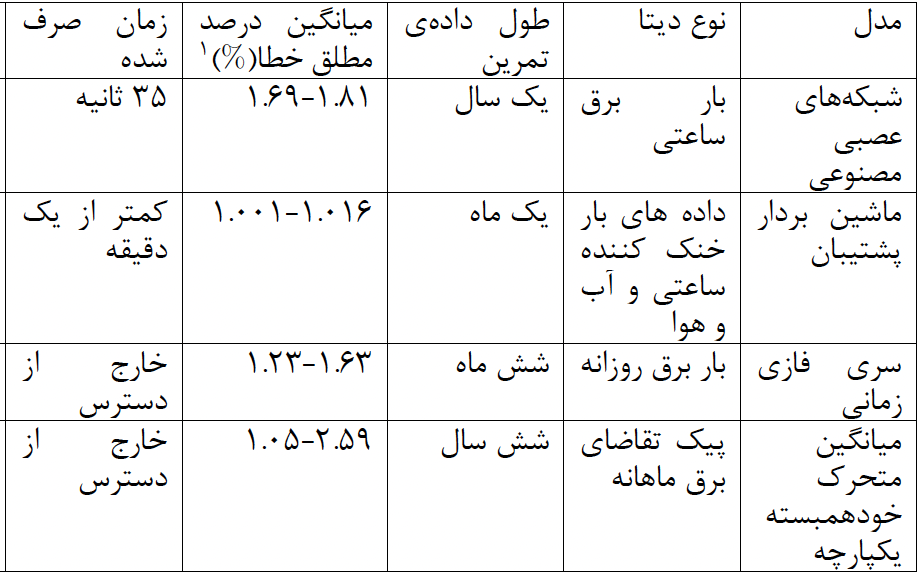 مدل
نوع دیتا
طول داده‌ی
تمرین
میانگین درصد
مطلق خطا(%)۱
زمان صرف
شده
شبکه‌های
عصبی
مصنوعی
بار برق
ساعتی
یک سال
۱.۶۹-۱.۸۱
۳۵ ثانیه
ماشین بردار
پشتیبان
داده های بار
خنک کننده
ساعتی و آب
و هوا
یک ماه
۱.۰۰۱-۱.۰۱۶
کمتر از یک
دقیقه
سری فازی
زمانی
بار برق روزانه
شش ماه
۱.۲۳-۱.۶۳
خارج از
دسترس
میانگین
متحرک
خودهمبسته
یکپارچه
پیک تقاضای
برق ماهانه
شش سال
۱.۰۵-۲.۵۹
خارج از
دسترس